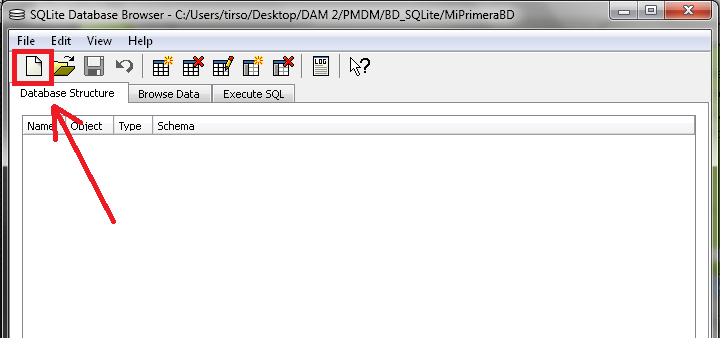 SQLite Database Browser - C:/Users/tirso/Desktop/DAM 2/PMDM/BD_SQLite/MiPrimeraBD
File Edit View Help
LOG
Database Structure Browse Data Execute SQL
Name Object Type Schema